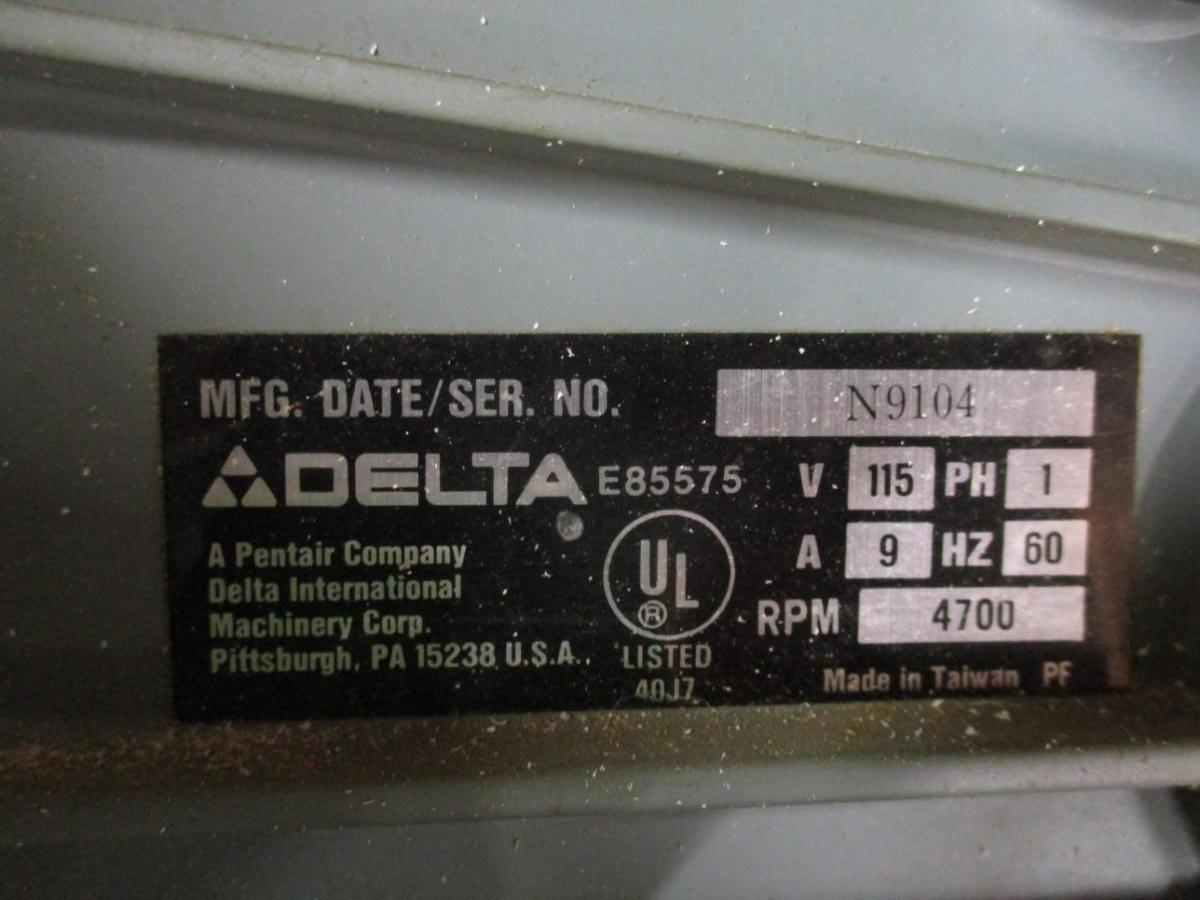 MFG. DATE/SER. NO. N9104
DELTA E85575 V 115 PH 1
®
A Pentair Company
Delta International
Machinery Corp.
Pittsburgh, PA 15238 U.S.A.
UL
®
LISTED
40J7
A 9 HZ 60
RPM 4700
Made in Taiwan PF